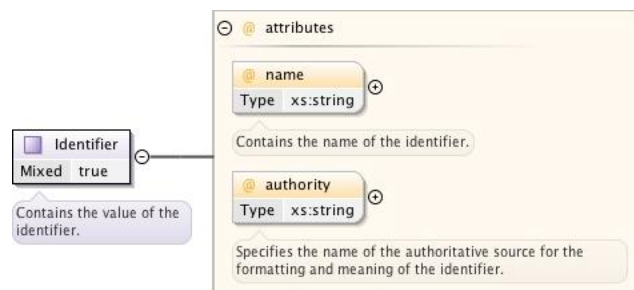 @ attributes
@ name
Type xs:string
Contains the name of the identifier.
Identifier
Mixed true
Contains the value of the
identifier.
@ authority
Type xs:string
Specifies the name of the authoritative source for the
formatting and meaning of the identifier.